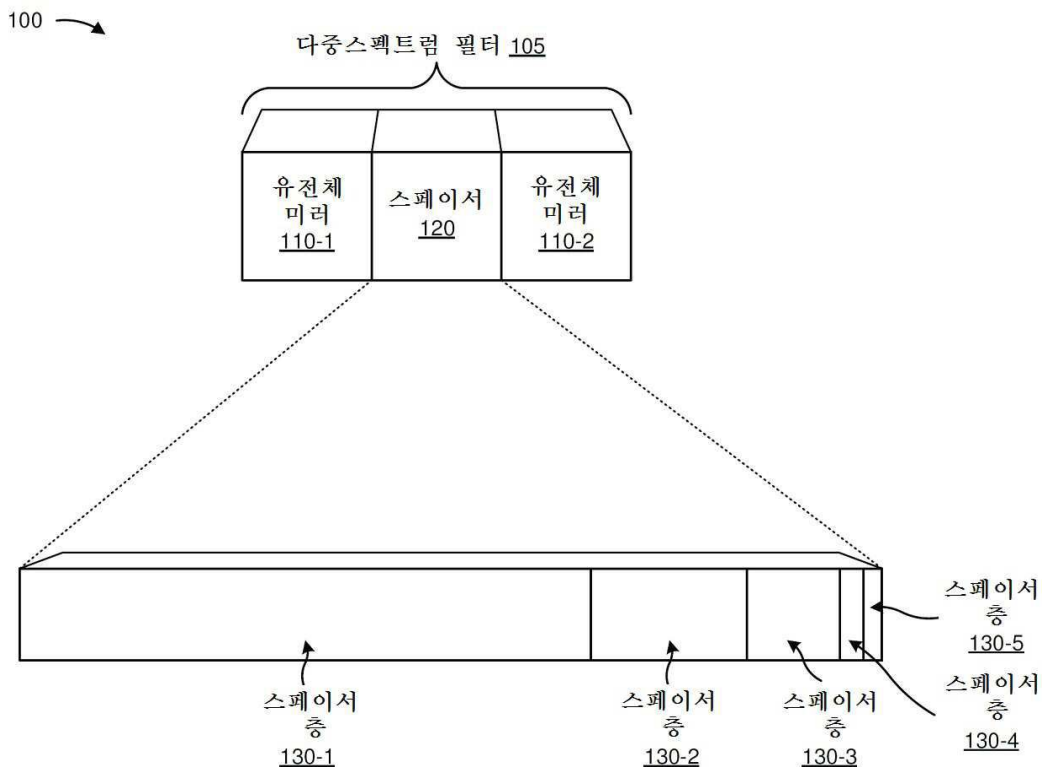 100
다중스펙트럼 필터 105
유전체
미러
110-1
스페이서
120
유전체
미러
110-2
스페이서
층
130-1
스페이서
층
130-2
스페이서
층
130-3
스페이서
층
130-4
스페이서
층
130-5